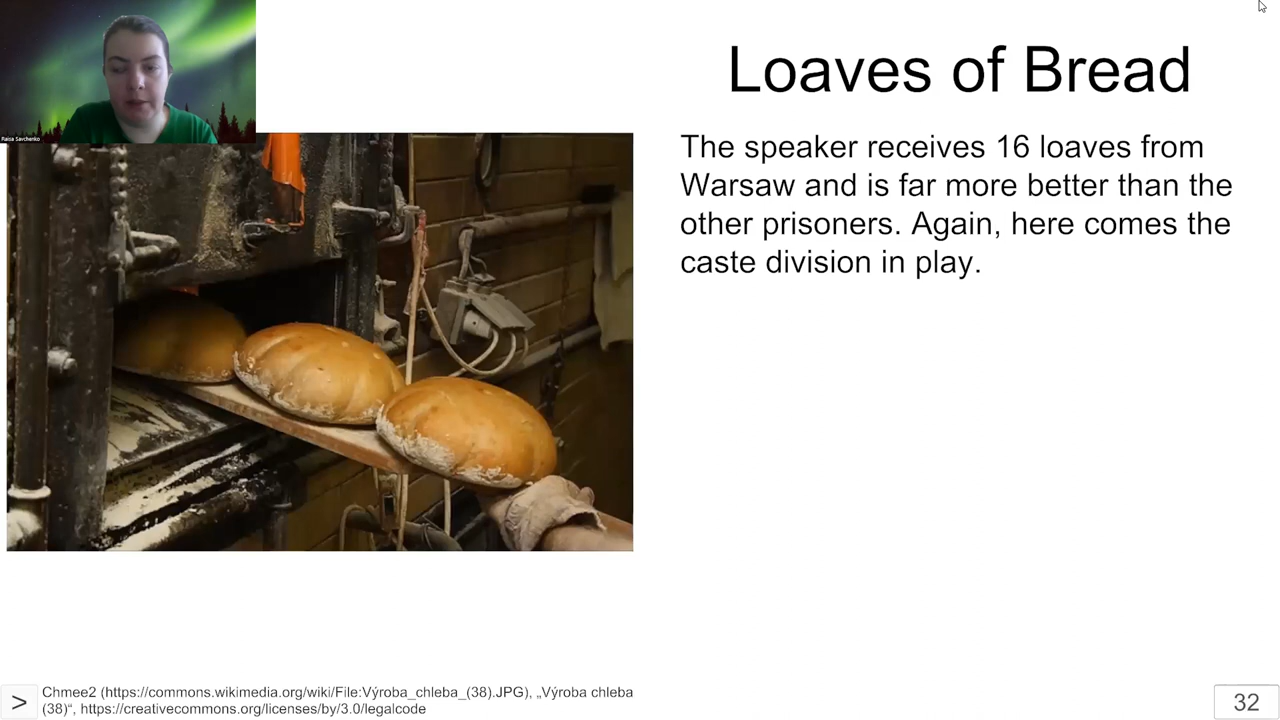 Loaves of Bread
Raisa Savchenko
The speaker receives 16 loaves from
Warsaw and is far more better than the
other prisoners. Again, here comes the
caste division in play.
> Chmee2 (https://commons.wikimedia.org/wiki/File:Výroba_chleba_(38).JPG), „Výroba chleba
(38)“, https://creativecommons.org/licenses/by/3.0/legalcode
32